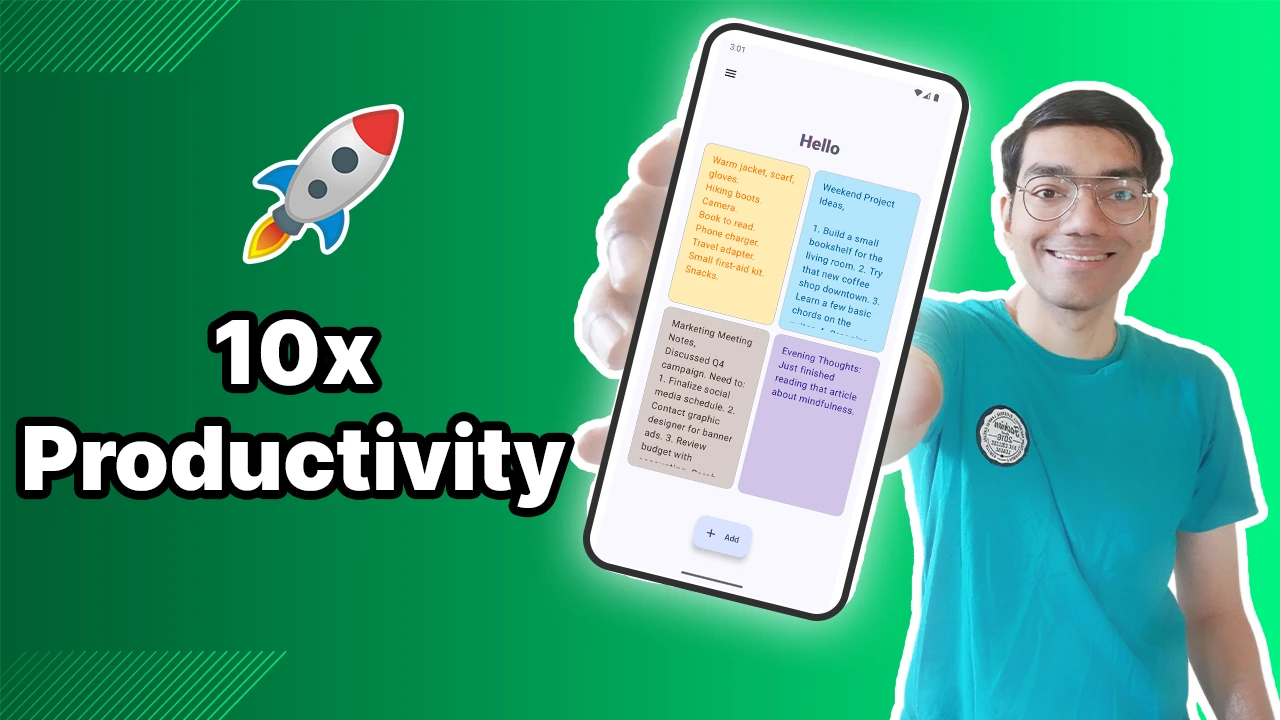 10x
Productivity
3:01
Hello
Warm jacket, scarf,
gloves.
Hiking boots.
Camera.
Book to read.
Phone charger.
Travel adapter.
Small first-aid kit.
Snacks.
Weekend Project
Ideas,
1. Build a small
bookshelf for the
living room. 2. Try
that new coffee
shop downtown. 3.
Learn a few basic
chords on the
Marketing Meeting
Notes,
Discussed Q4
campaign. Need to:
1. Finalize social
media schedule. 2.
Contact graphic
designer for banner
ads. 3. Review
budget with
Evening Thoughts:
Just finished
reading that article
about mindfulness.
+ Add